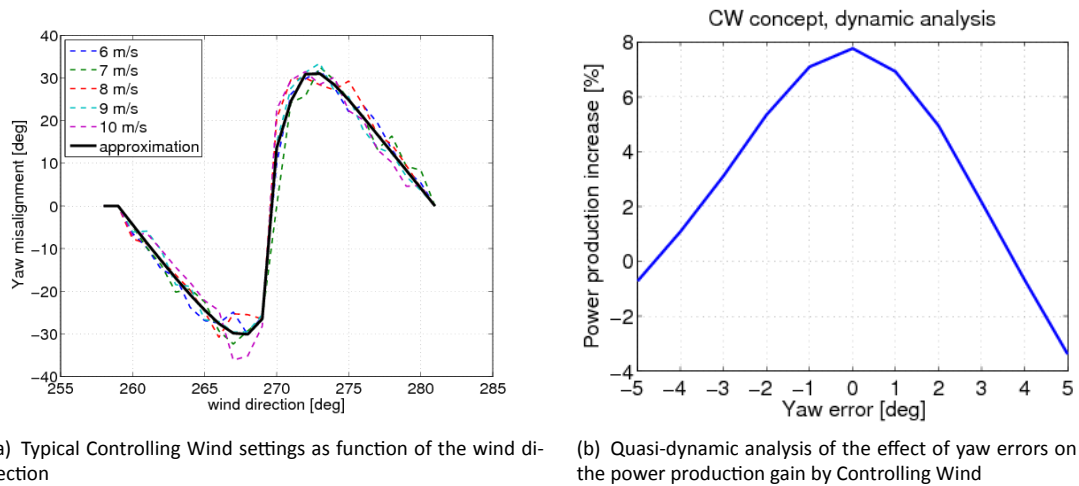 40
30
20
10
0
−10
−20
−30
−40
Yaw misalignment [deg]
6 m/s
7 m/s
8 m/s
9 m/s
10 m/s
approximation
255 260 265 270 275 280 285
wind direction [deg]
a) Typical Controlling Wind settings as function of the wind di-
ection
CW concept, dynamic analysis
8
6
4
2
0
−2
−4
Power production increase [%]
−5 −4 −3 −2 −1 0 1 2 3 4 5
Yaw error [deg]
(b) Quasi-dynamic analysis of the effect of yaw errors on
the power production gain by Controlling Wind